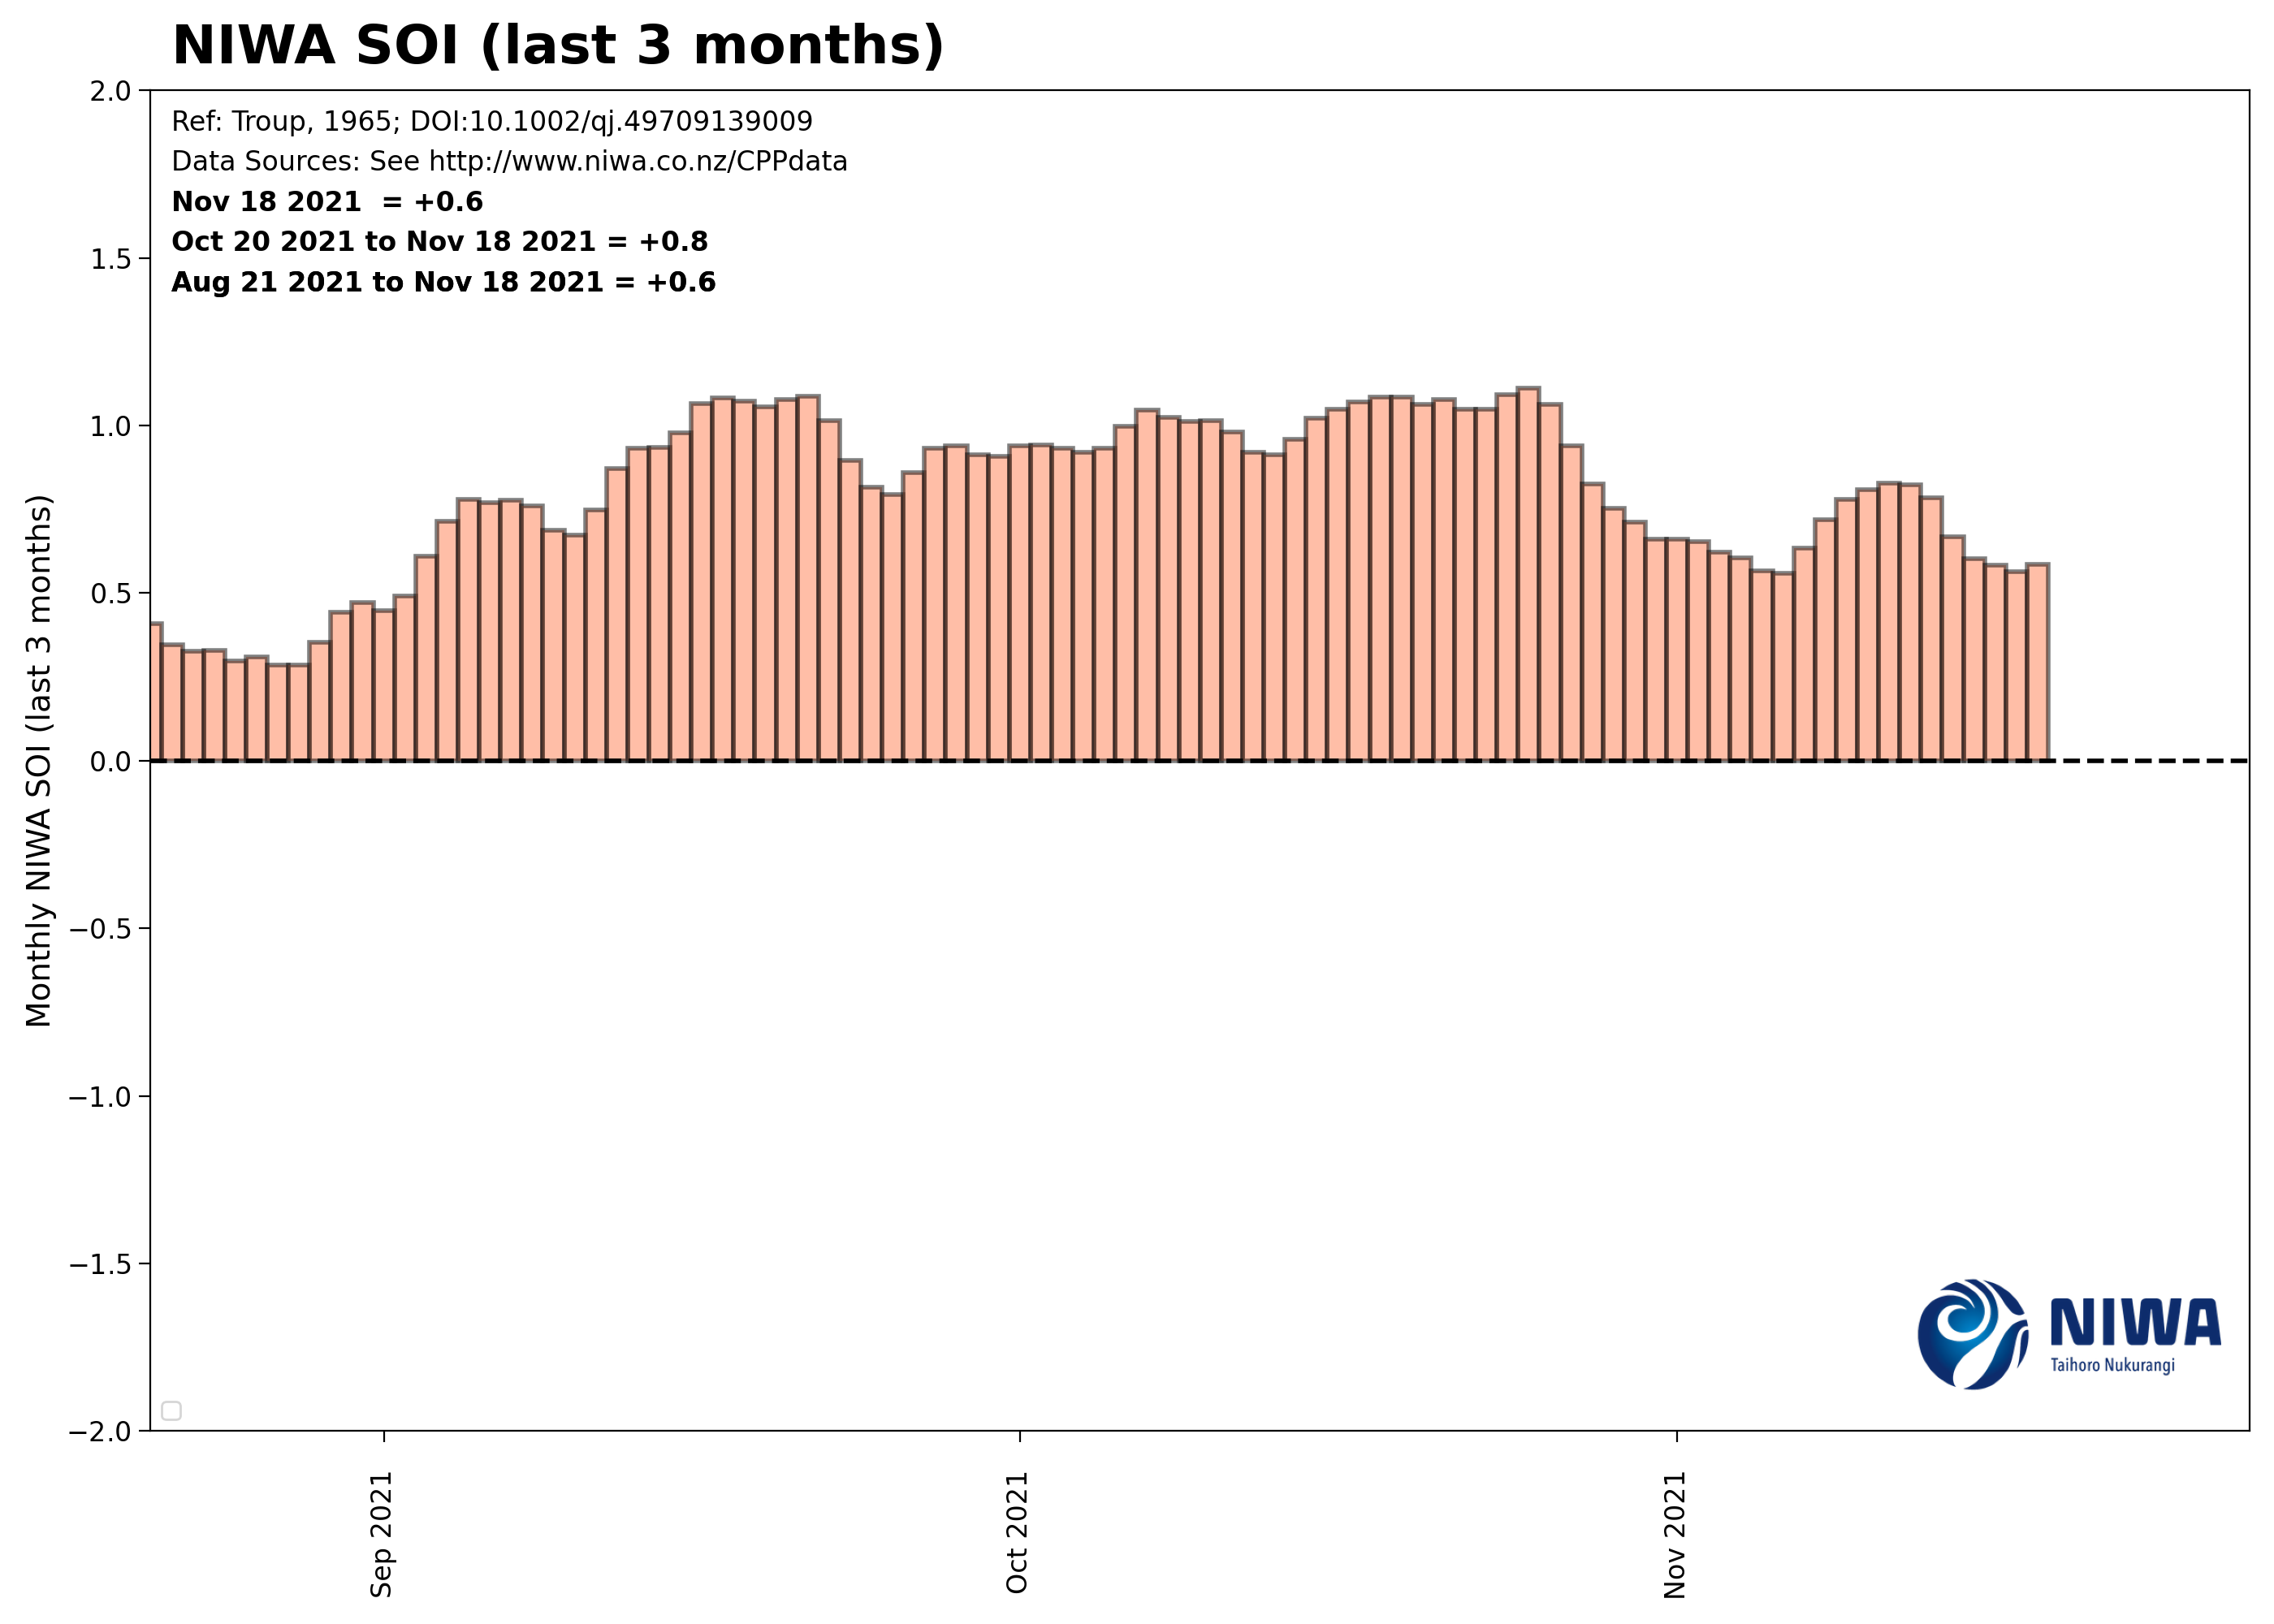 NIWA SOI (last 3 months)
Ref: Troup, 1965; DOI:10.1002/qj.49709139009
Data Sources: See http://www.niwa.co.nz/CPPdata
Nov 18 2021  = +0.6
Oct 20 2021 to Nov 18 2021 = +0.8
Aug 21 2021 to Nov 18 2021 = +0.6
Monthly NIWA SOI (last 3 months)
2.0
1.5
1.0
0.5
0.0
−0.5
−1.0
−1.5
−2.0
NIWA
Taihoro Nukurangi
Sep 2021
Oct 2021
Nov 2021